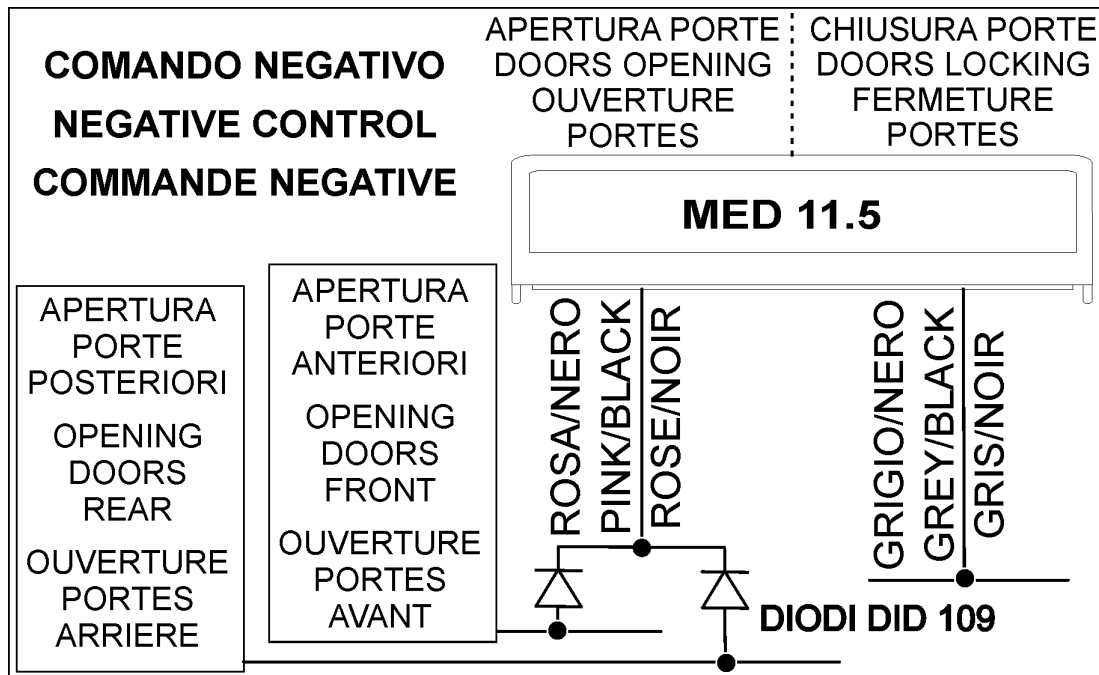 COMANDO NEGATIVO
NEGATIVE CONTROL
COMMANDE NEGATIVE
APERTURA PORTE
DOORS OPENING
OUVERTURE
PORTES
CHIUSURA PORTE
DOORS LOCKING
FERMETURE
PORTES
MED 11.5
APERTURA
PORTE
POSTERIORI
OPENING
DOORS
REAR
OUVERTURE
PORTES
ARRIERE
APERTURA
PORTE
ANTERIORI
OPENING
DOORS
FRONT
OUVERTURE
PORTES
AVANT
ROSA/NERO
PINK/BLACK
ROSE/NOIR
GRIGIO/NERO
GREY/BLACK
GRIS/NOIR
DIODI DID 109